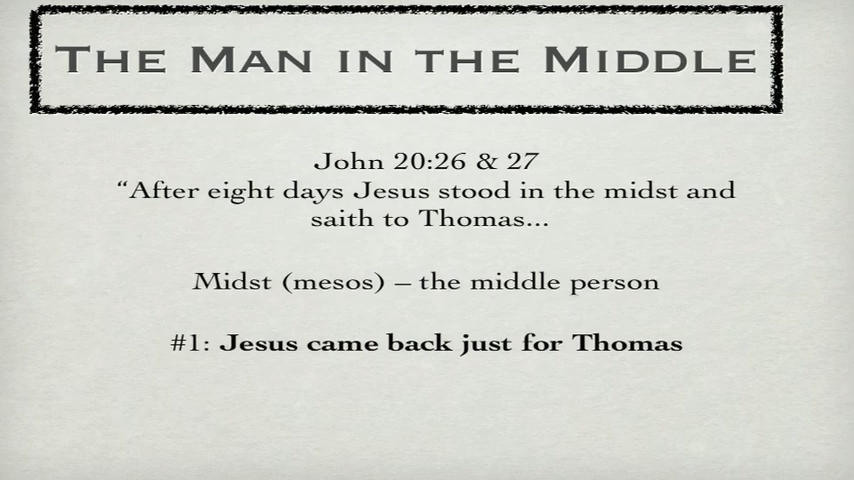 THE MAN IN THE MIDDLE
John 20:26 & 27
“After eight days Jesus stood in the midst and
saith to Thomas...
Midst (mesos) – the middle person
#1: Jesus came back just for Thomas